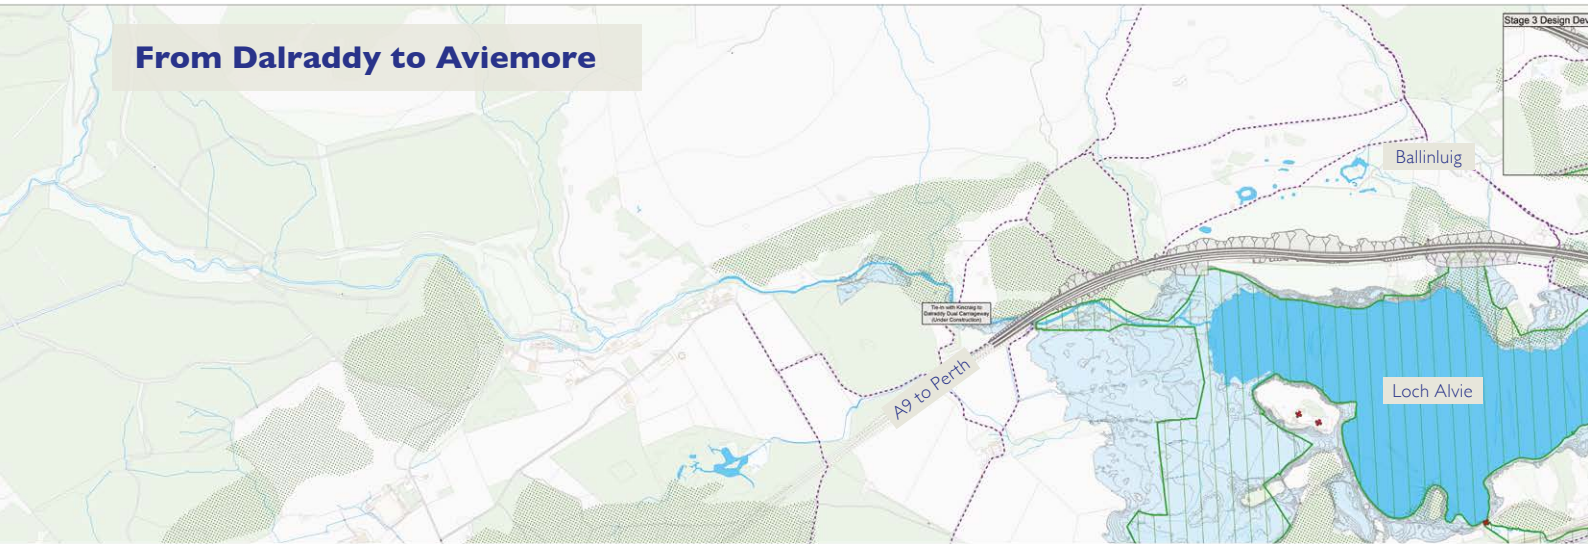 From Dalraddy to Aviemore
Stage 3 Design Dev
Ballinluig
Tie-in with Kincraig to
Dalraddy Dual Carriageway
(Under Construction)
A9 to Perth
Loch Alvie